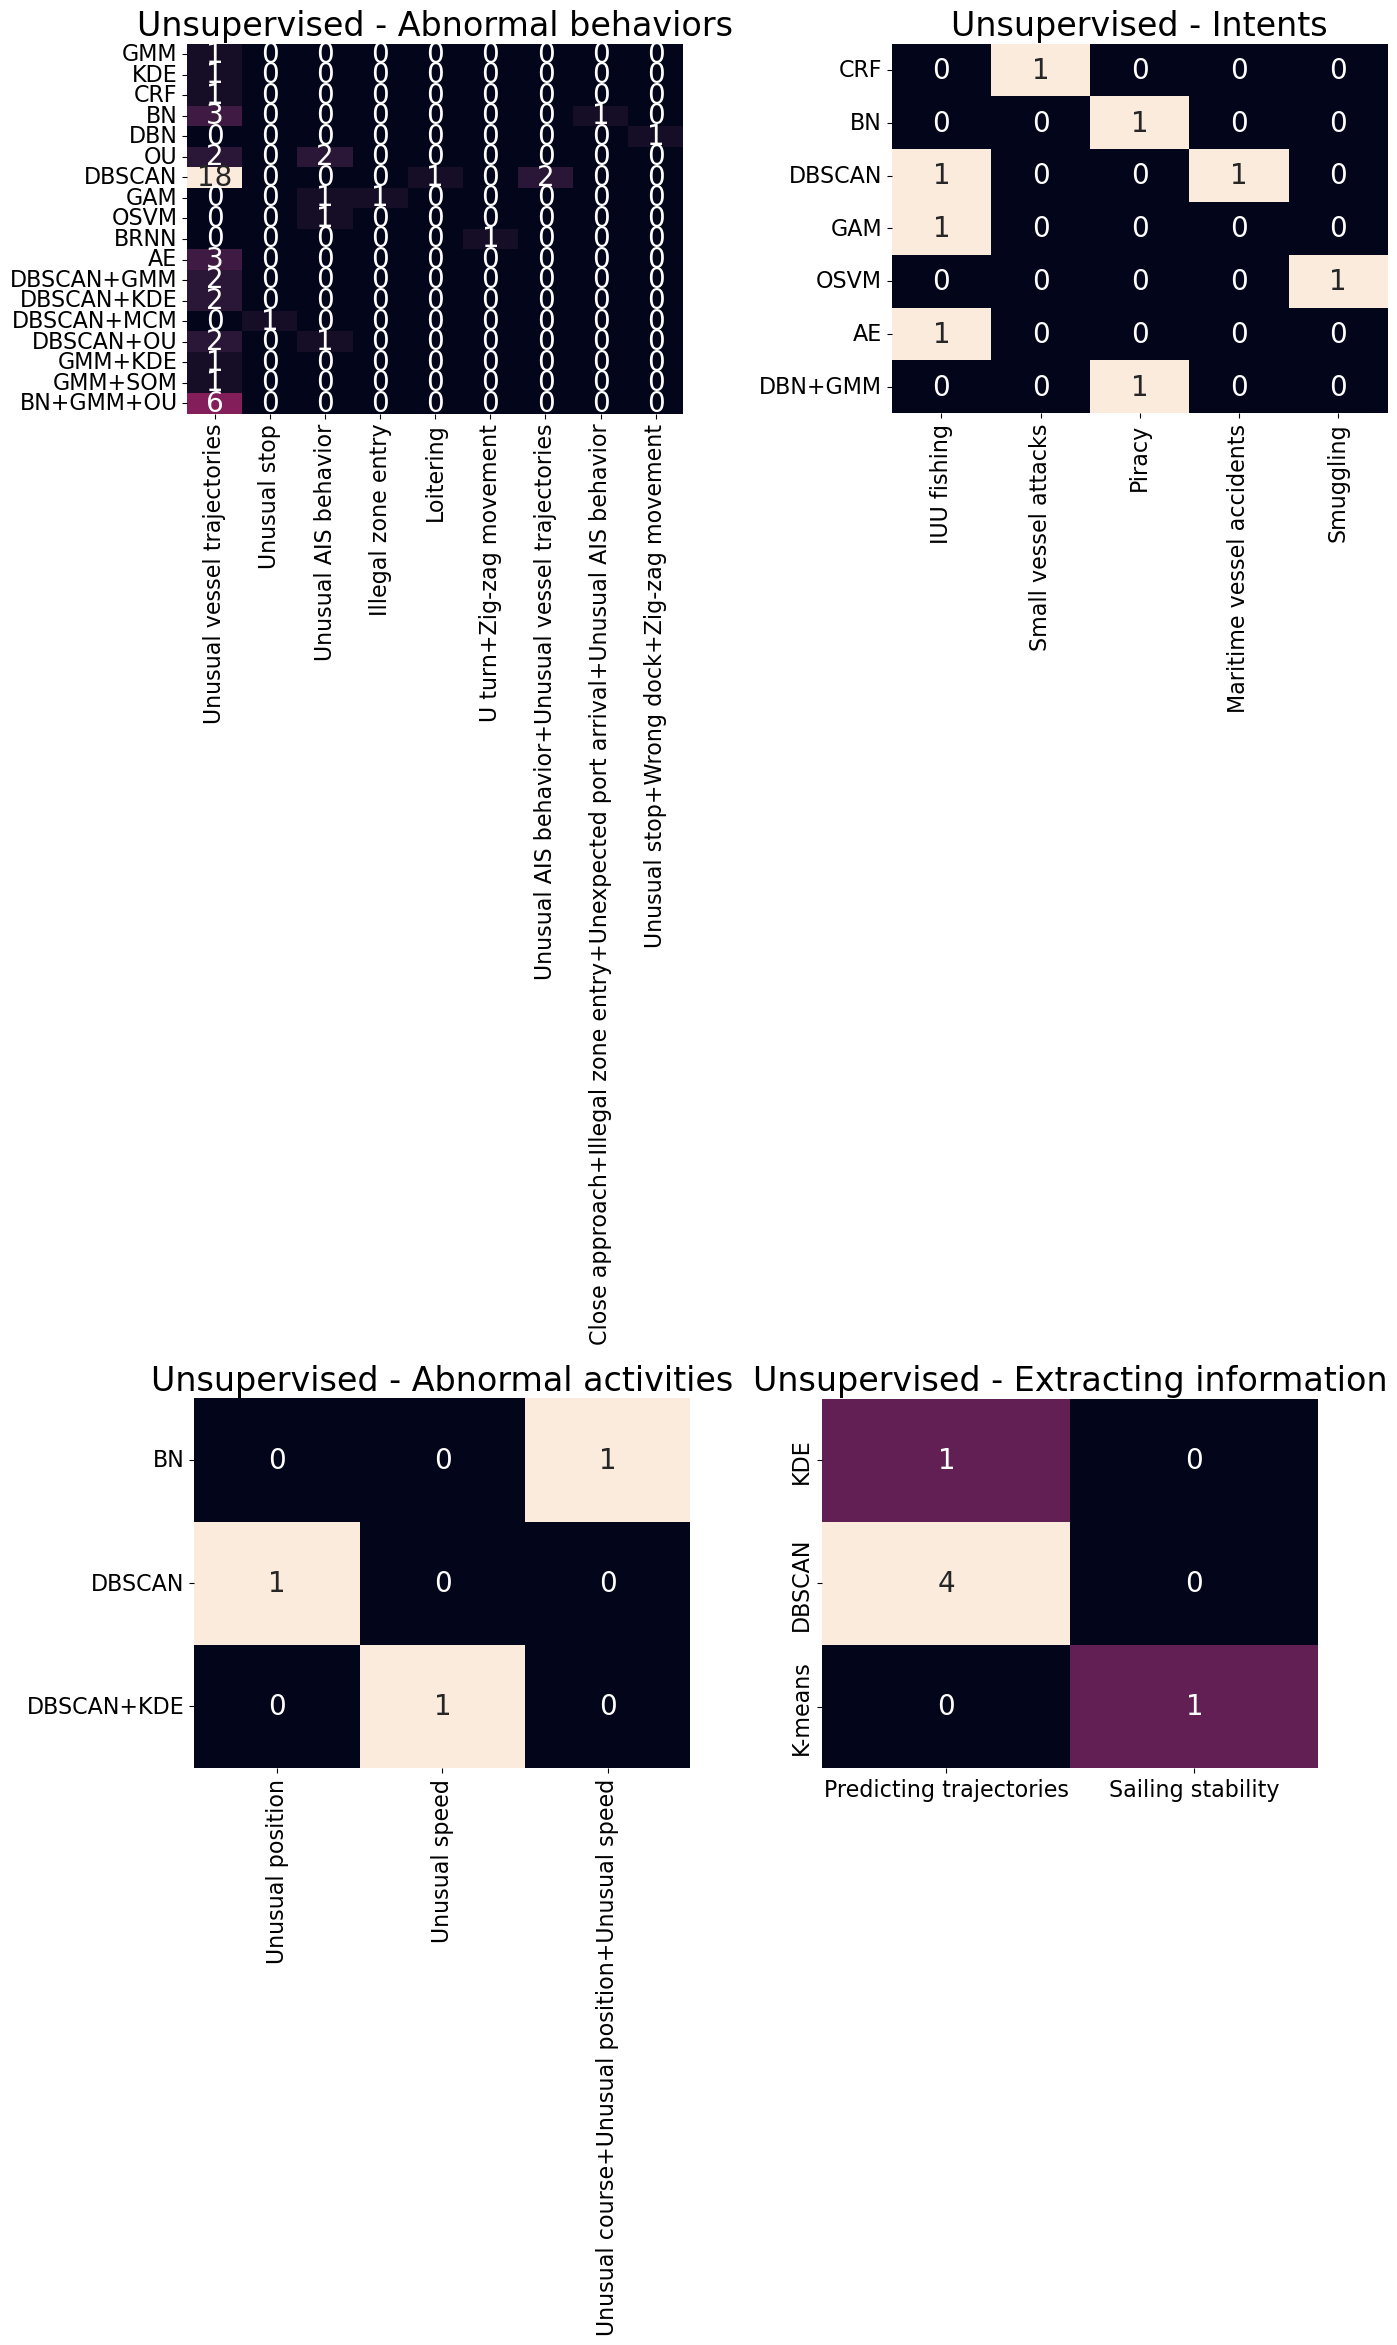 Unsupervised - Abnormal behaviors
GMM 1 0 0 0 0 0 0 0 0
KDE 1 0 0 0 0 0 0 0 0
CRF 1 0 0 0 0 0 0 0 0
BN 3 0 0 0 0 0 0 1 0
DBN 0 0 0 0 0 0 0 0 1
OU 2 0 2 0 0 0 0 0 0
DBSCAN 18 0 0 0 1 0 2 0 0
GAM 0 0 1 1 0 0 0 0 0
OSVM 0 0 1 0 0 0 0 0 0
BRNN 0 0 0 0 0 1 0 0 0
AE 3 0 0 0 0 0 0 0 0
DBSCAN+GMM 2 0 0 0 0 0 0 0 0
DBSCAN+KDE 2 0 0 0 0 0 0 0 0
DBSCAN+MCM 0 1 0 0 0 0 0 0 0
DBSCAN+OU 2 0 1 0 0 0 0 0 0
GMM+KDE 1 0 0 0 0 0 0 0 0
GMM+SOM 1 0 0 0 0 0 0 0 0
BN+GMM+OU 6 0 0 0 0 0 0 0 0
Unusual vessel trajectories
Unusual stop
Unusual AIS behavior
Illegal zone entry
Loitering
U turn+Zig-zag movement
Unusual AIS behavior+Unusual vessel trajectories
Close approach+Illegal zone entry+Unexpected port arrival+Unusual AIS behavior
Unusual stop+Wrong dock+Zig-zag movement
Unsupervised - Intents
CRF 0 1 0 0 0
BN 0 0 1 0 0
DBSCAN 1 0 0 1 0
GAM 1 0 0 0 0
OSVM 0 0 0 0 1
AE 1 0 0 0 0
DBN+GMM 0 0 1 0 0
IUU fishing
Small vessel attacks
Piracy
Maritime vessel accidents
Smuggling
Unsupervised - Abnormal activities
BN 0 0 1
DBSCAN 1 0 0
DBSCAN+KDE 0 1 0
Unusual position
Unusual speed
Unusual course+Unusual position+Unusual speed
Unsupervised - Extracting information
KDE 1 0
DBSCAN 4 0
K-means 0 1
Predicting trajectories Sailing stability